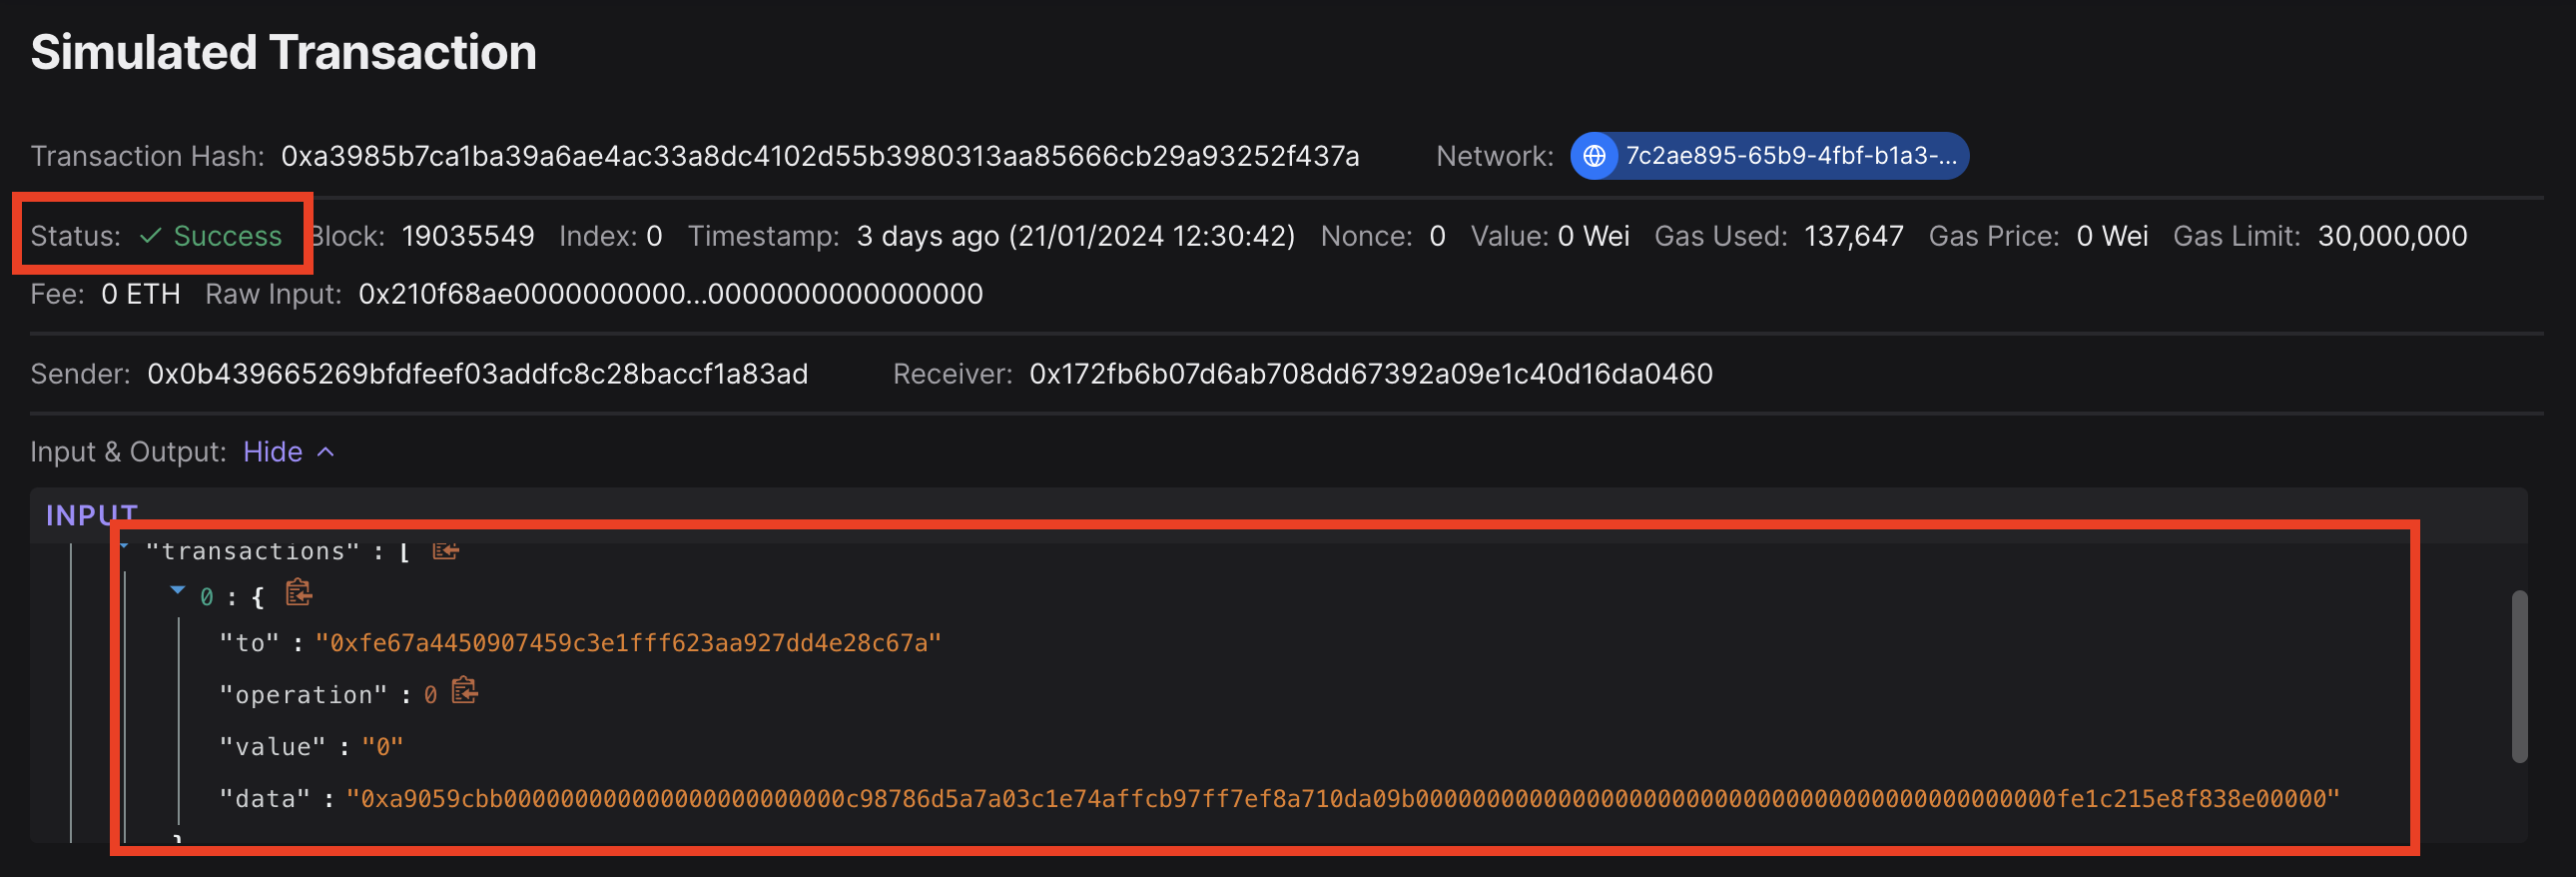 Simulated Transaction
Transaction Hash: 0xa3985b7ca1ba39a6ae4ac33a8dc4102d55b3980313aa85666cb29a93252f437a Network: 7c2ae895-65b9-4fbf-b1a3-...
Status: Success Block: 19035549 Index: 0 Timestamp: 3 days ago (21/01/2024 12:30:42) Nonce: 0 Value: 0 Wei Gas Used: 137,647 Gas Price: 0 Wei Gas Limit: 30,000,000
Fee: 0 ETH Raw Input: 0x210f68ae0000000000...0000000000000000
Sender: 0x0b439665269bfdfeef03addfc8c28baccf1a83ad Receiver: 0x172fb6b07d6ab708dd67392a09e1c40d16da0460
Input & Output: Hide
INPUT
"transactions" : [
0 : {
"to" : "0xfe67a4450907459c3e1fff623aa927dd4e28c67a"
"operation" : 0
"value" : "0"
"data" :
}